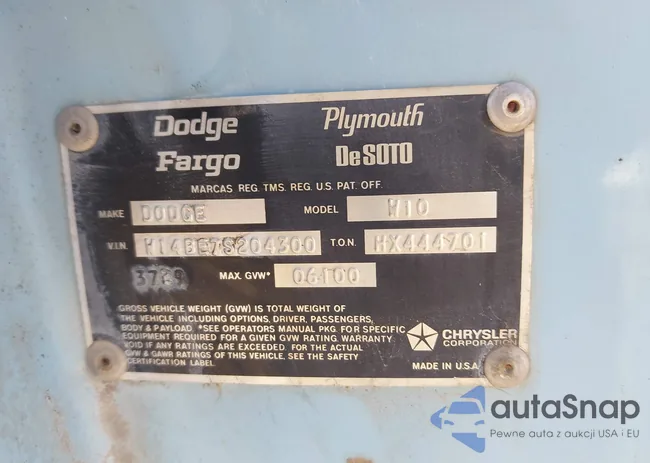 Dodge Plymouth
Fargo DeSOTO
MARCAS REG. TMS. REG. U.S. PAT. OFF.
MAKE DODGE MODEL W10
V.I.N. W14BE7S204300 T.O.N. HX444701
3789 MAX. GVW* 06100
GROSS VEHICLE WEIGHT (GVW) IS TOTAL WEIGHT OF
THE VEHICLE INCLUDING OPTIONS, DRIVER, PASSENGERS,
BODY & PAYLOAD. *SEE OPERATORS MANUAL PKG. FOR SPECIFIC
EQUIPMENT REQUIRED FOR A GIVEN GVW RATING. WARRANTY
VOID IF ANY RATINGS ARE EXCEEDED. FOR THE ACTUAL
GVW & GAWR RATINGS OF THIS VEHICLE. SEE THE SAFETY
CERTIFICATION LABEL.
CHRYSLER
CORPORATION
MADE IN U.S.A.
autaSnap
Pewne auta z aukcji USA i EU